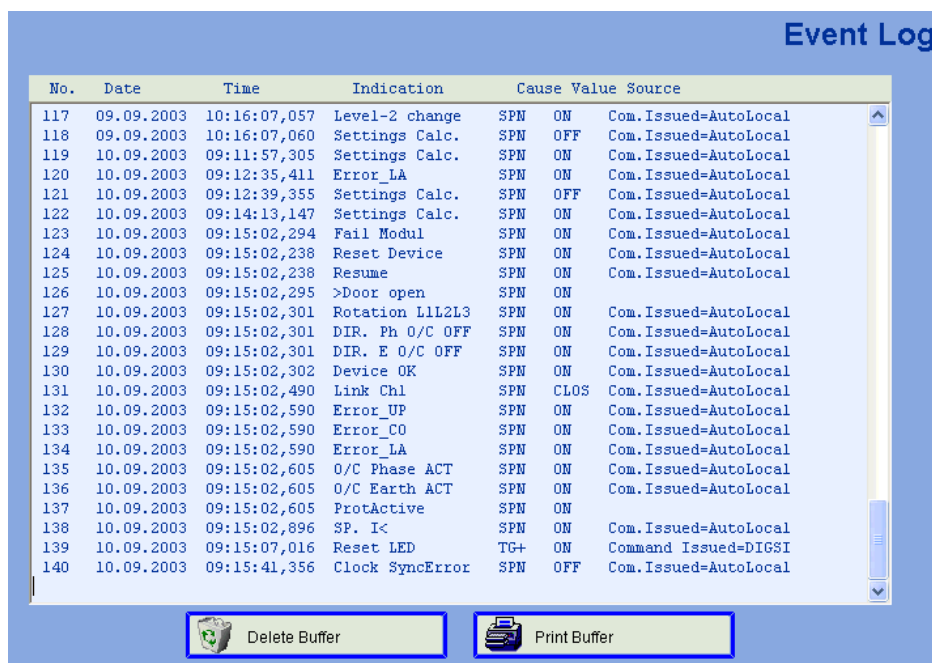 Event Log
No. Date Time Indication Cause Value Source
117 09.09.2003 10:16:07,057 Level-2 change SPN ON Com.Issued=AutoLocal
118 09.09.2003 10:16:07,060 Settings Calc. SPN OFF Com.Issued=AutoLocal
119 10.09.2003 09:11:57,305 Settings Calc. SPN ON Com.Issued=AutoLocal
120 10.09.2003 09:12:35,411 Error_LA SPN ON Com.Issued=AutoLocal
121 10.09.2003 09:12:39,355 Settings Calc. SPN OFF Com.Issued=AutoLocal
122 10.09.2003 09:14:13,147 Settings Calc. SPN ON Com.Issued=AutoLocal
123 10.09.2003 09:15:02,294 Fail Modul SPN ON Com.Issued=AutoLocal
124 10.09.2003 09:15:02,238 Reset Device SPN ON Com.Issued=AutoLocal
125 10.09.2003 09:15:02,238 Resume SPN ON Com.Issued=AutoLocal
126 10.09.2003 09:15:02,295 >Door open SPN ON
127 10.09.2003 09:15:02,301 Rotation L1L2L3 SPN ON Com.Issued=AutoLocal
128 10.09.2003 09:15:02,301 DIR. Ph O/C OFF SPN ON Com.Issued=AutoLocal
129 10.09.2003 09:15:02,301 DIR. E O/C OFF SPN ON Com.Issued=AutoLocal
130 10.09.2003 09:15:02,302 Device OK SPN ON Com.Issued=AutoLocal
131 10.09.2003 09:15:02,490 Link Ch1 SPN CLOS Com.Issued=AutoLocal
132 10.09.2003 09:15:02,590 Error_UP SPN ON Com.Issued=AutoLocal
133 10.09.2003 09:15:02,590 Error_CO SPN ON Com.Issued=AutoLocal
134 10.09.2003 09:15:02,590 Error_LA SPN ON Com.Issued=AutoLocal
135 10.09.2003 09:15:02,605 O/C Phase ACT SPN ON Com.Issued=AutoLocal
136 10.09.2003 09:15:02,605 O/C Earth ACT SPN ON Com.Issued=AutoLocal
137 10.09.2003 09:15:02,605 ProtActive SPN ON
138 10.09.2003 09:15:02,896 SP. I< SPN ON Com.Issued=AutoLocal
139 10.09.2003 09:15:07,016 Reset LED TG+ ON Command Issued=DIGSI
140 10.09.2003 09:15:41,356 Clock SyncError SPN OFF Com.Issued=AutoLocal
Delete Buffer Print Buffer